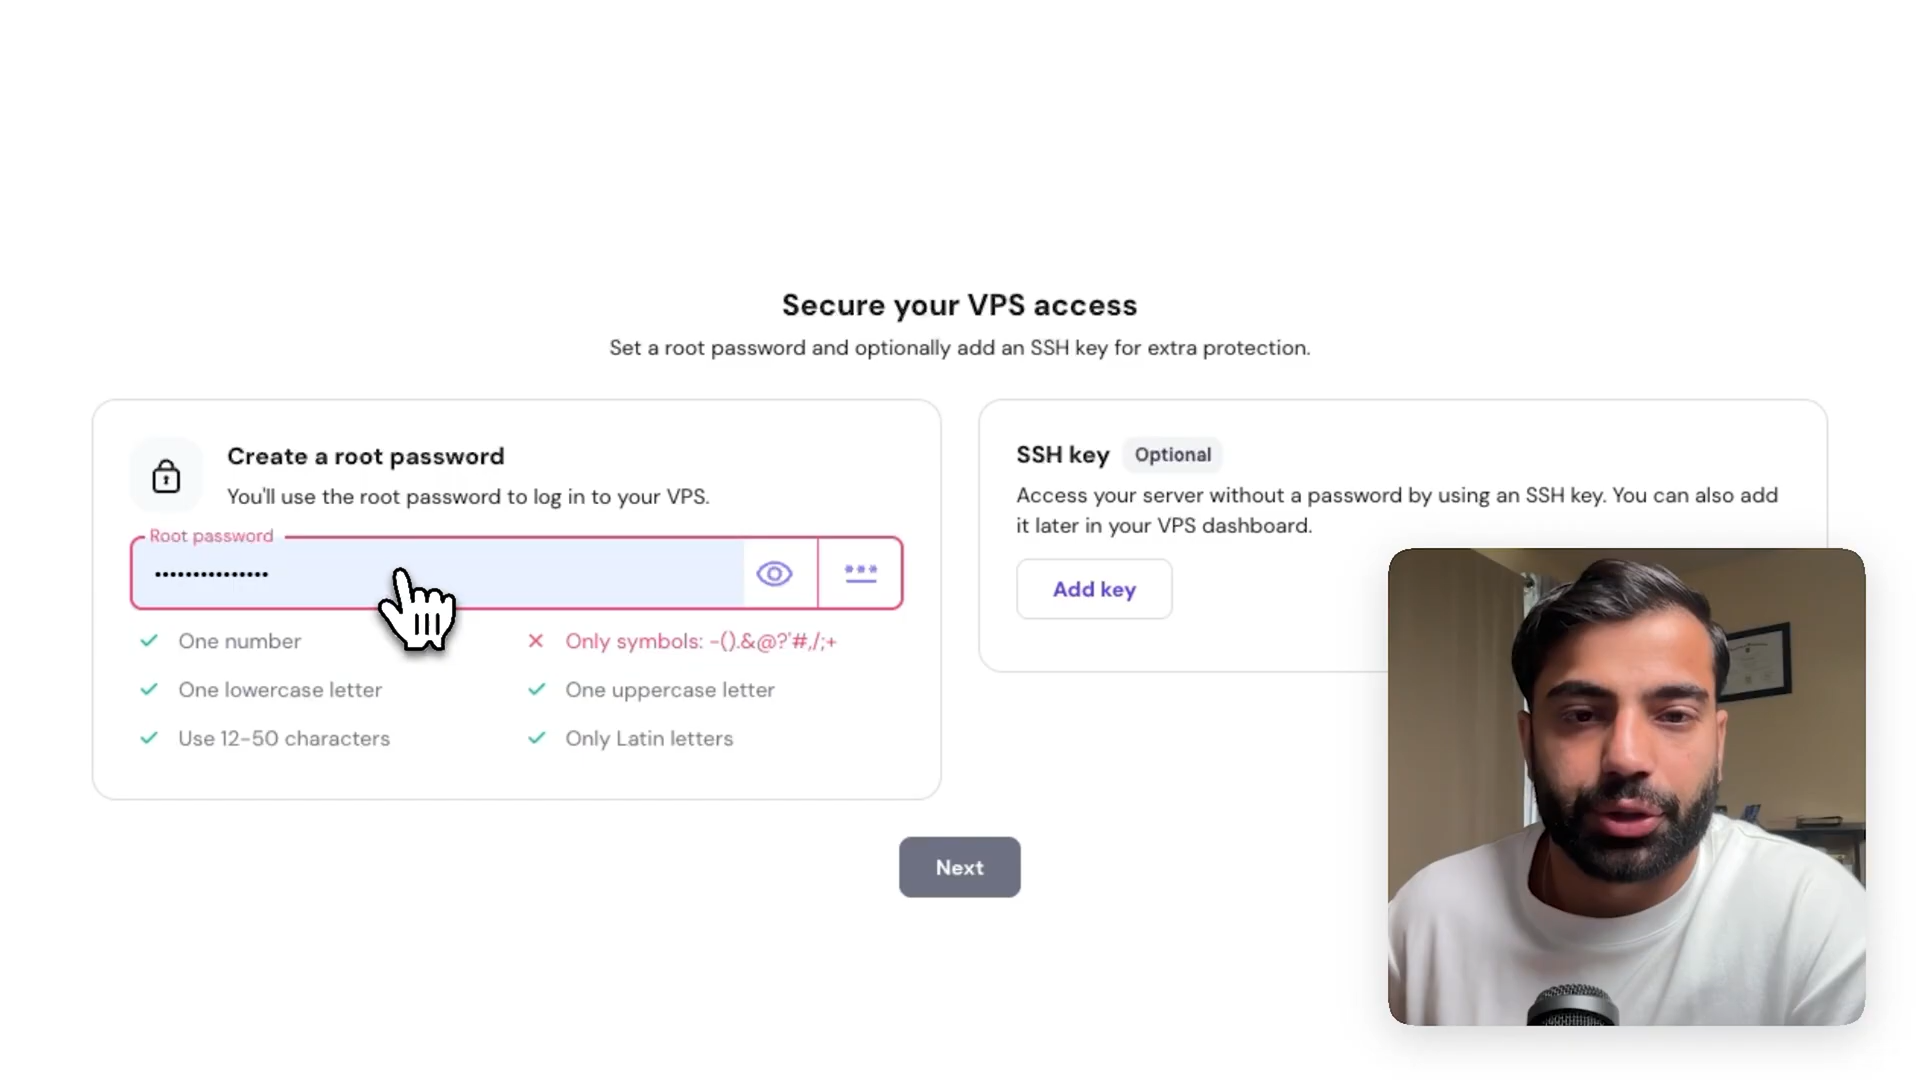 Secure your VPS access
Set a root password and optionally add an SSH key for extra protection.
Create a root password
You'll use the root password to log in to your VPS.
Root password
•••••••••••••••
***
One number
Only symbols: -().&@?'#,/;+
One lowercase letter
One uppercase letter
Use 12-50 characters
Only Latin letters
SSH key
Optional
Access your server without a password by using an SSH key. You can also add
it later in your VPS dashboard.
Add key
Next